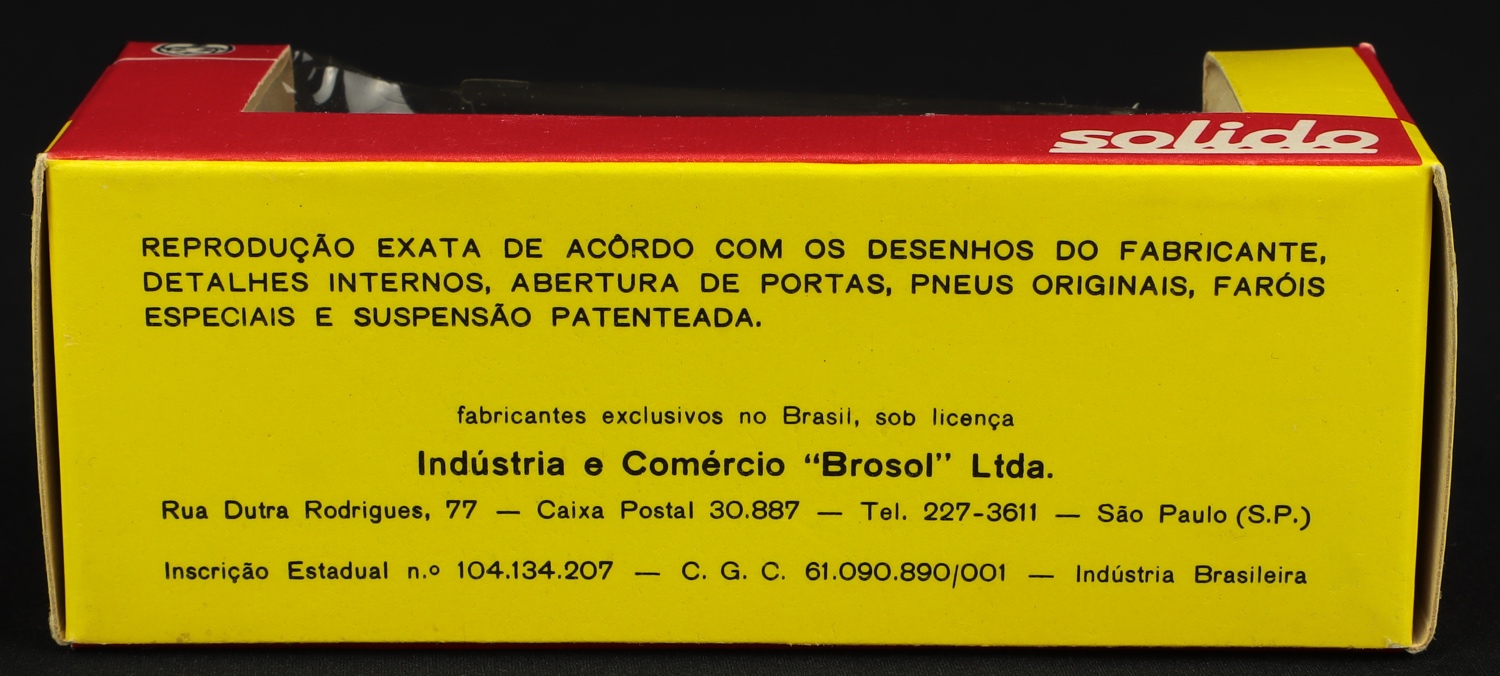 solido
REPRODUÇÃO EXATA DE ACÔRDO COM OS DESENHOS DO FABRICANTE,
DETALHES INTERNOS, ABERTURA DE PORTAS, PNEUS ORIGINAIS, FARÓIS
ESPECIAIS E SUSPENSÃO PATENTEADA.
fabricantes exclusivos no Brasil, sob licença
Indústria e Comércio “Brosol” Ltda.
Rua Dutra Rodrigues, 77 — Caixa Postal 30.887 — Tel. 227-3611 — São Paulo (S.P.)
Inscrição Estadual n.º 104.134.207 — C. G. C. 61.090.890/001 — Indústria Brasileira